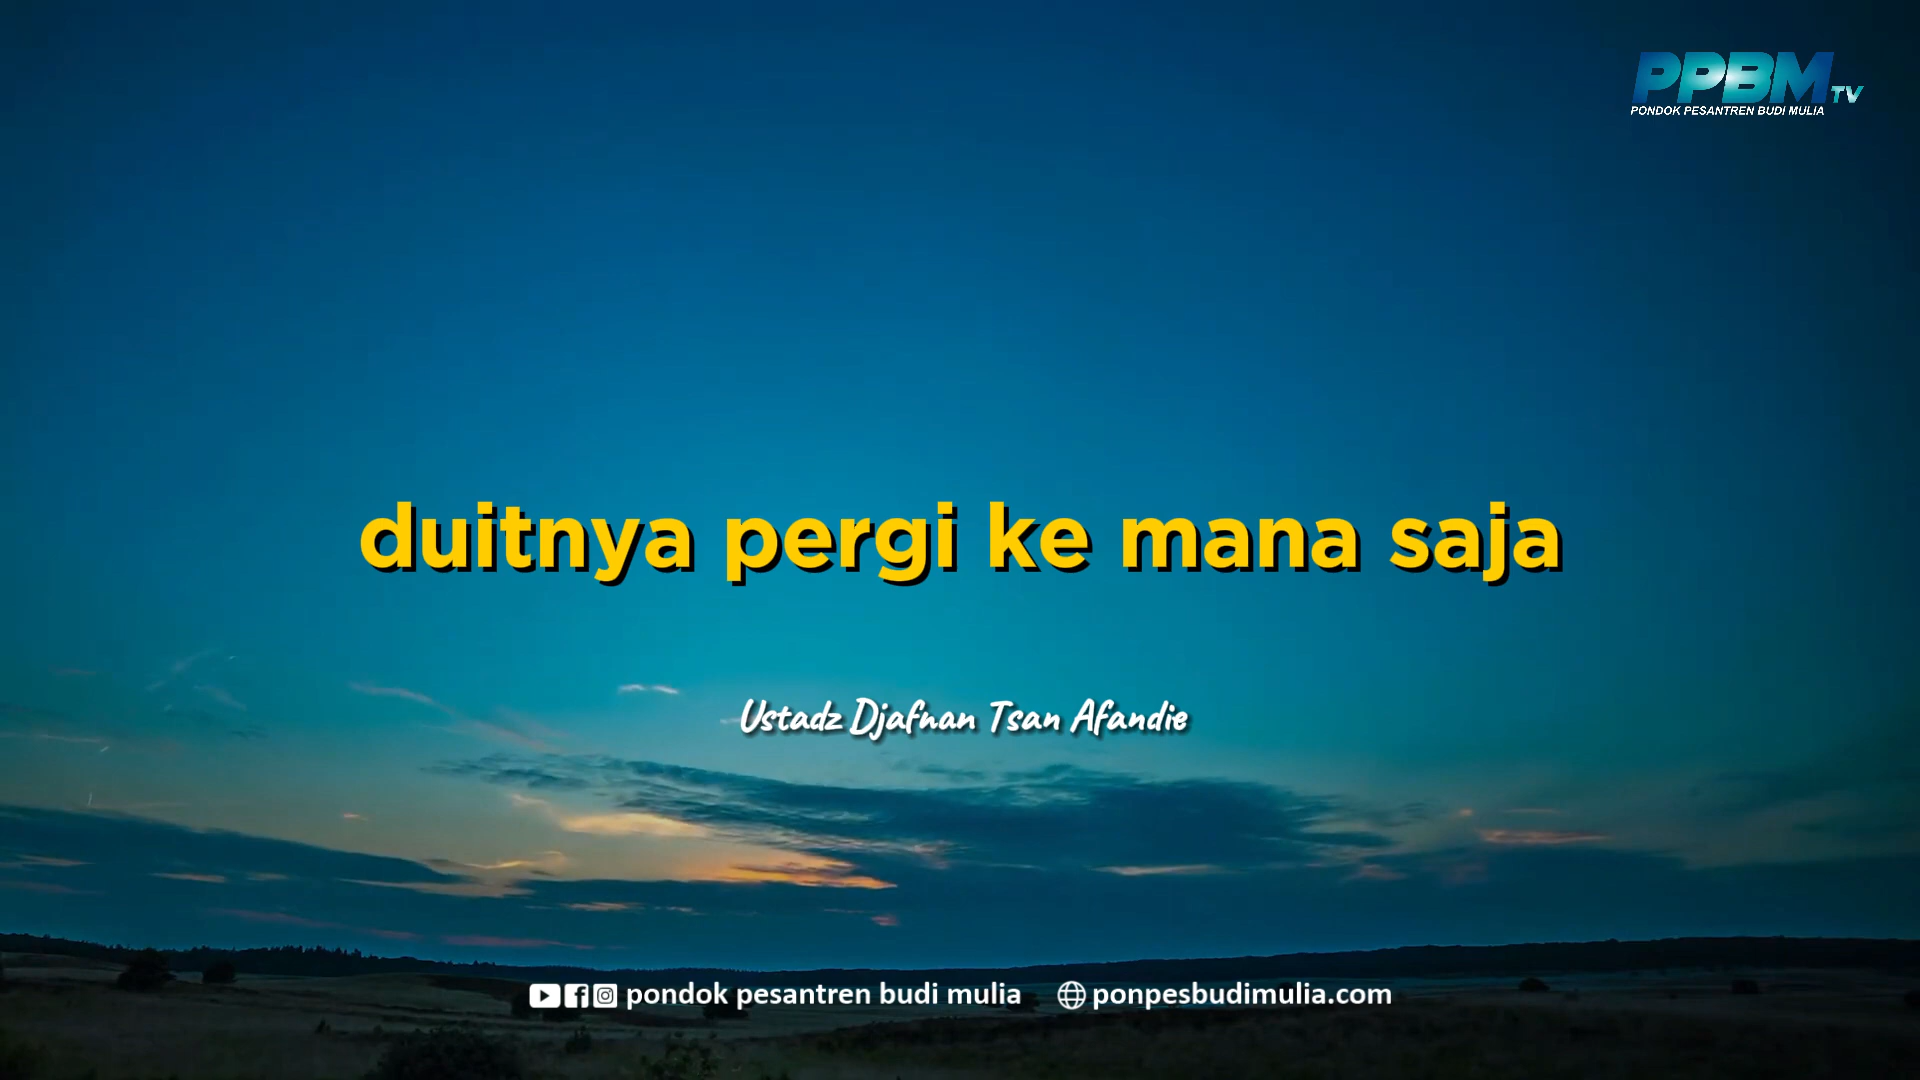 PPBM TV
PONDOK PESANTREN BUDI MULIA
duitnya pergi ke mana saja
Ustadz Djafnan Tsan Afandie
pondok pesantren budi mulia ponpesbudimulia.com